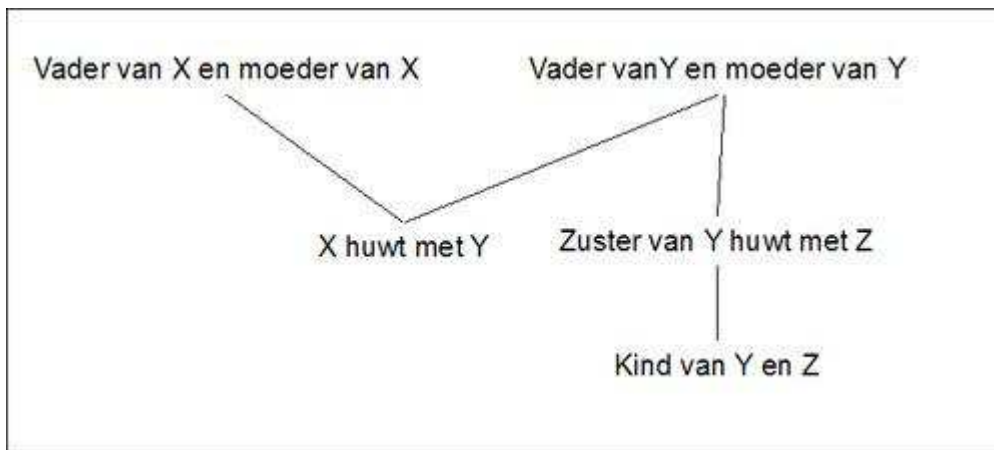 Vader van X en moeder van X
Vader vanY en moeder van Y
X huwt met Y
Zuster van Y huwt met Z
Kind van Y en Z